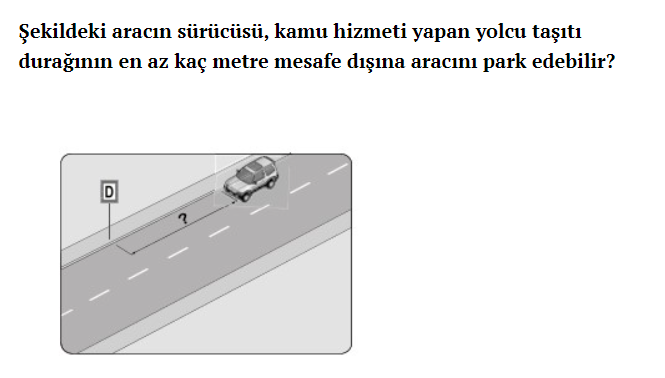 Şekildeki aracın sürücüsü, kamu hizmeti yapan yolcu taşıtı
durağının en az kaç metre mesafe dışına aracını park edebilir?
D
?